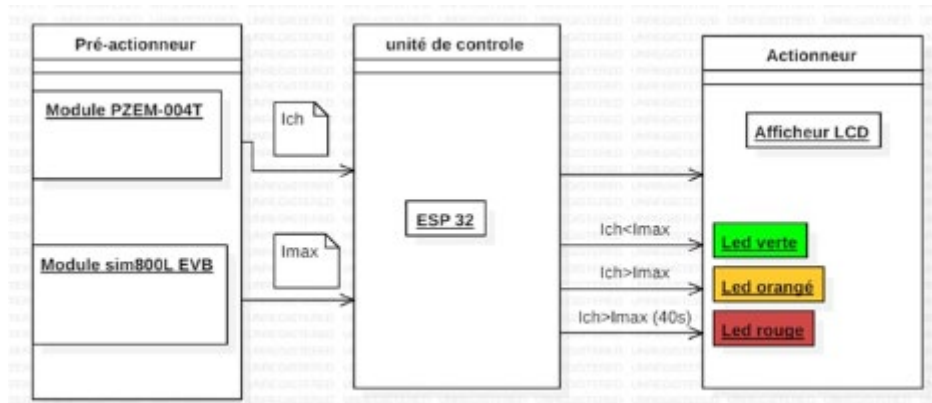 Pré-actionneur
Module PZEM-004T
Module sim800L EVB
Ich
Imax
unité de controle
ESP 32
Ich<Imax
Ich>Imax
Ich>Imax (40s)
Actionneur
Afficheur LCD
Led verte
Led orangé
Led rouge